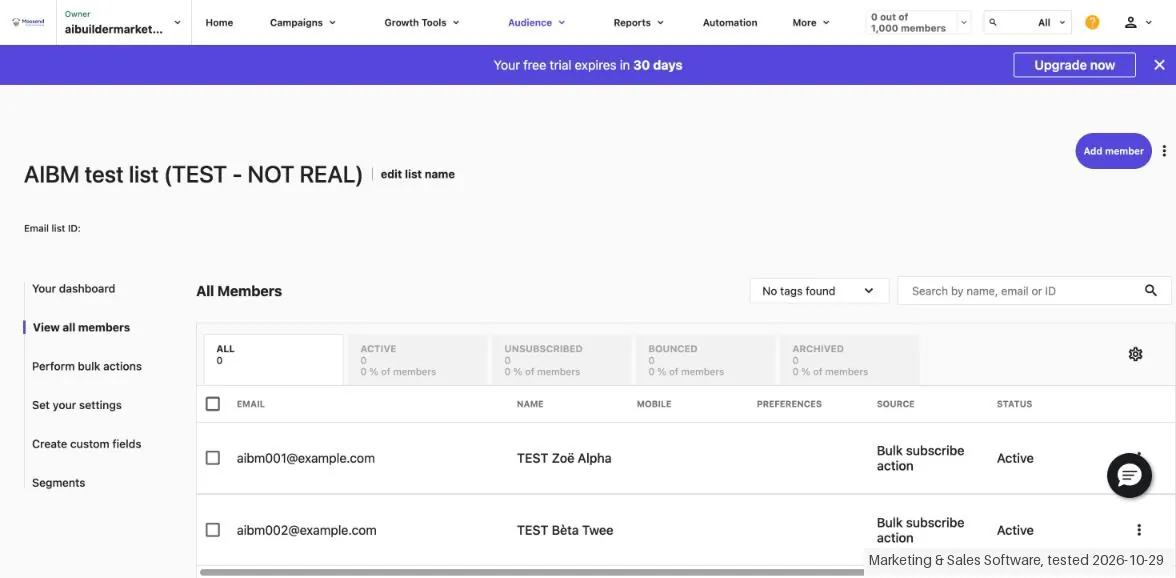 Moosend
Owner
aibuildermarket...
Home
Campaigns
Growth Tools
Audience
Reports
Automation
More
0 out of
1,000 members
All
?
Your free trial expires in 30 days
Upgrade now
Add member
AIBM test list (TEST - NOT REAL)
edit list name
Email list ID:
Your dashboard
View all members
Perform bulk actions
Set your settings
Create custom fields
Segments
All Members
No tags found
Search by name, email or ID
ALL
0
ACTIVE
0
0 % of members
UNSUBSCRIBED
0
0 % of members
BOUNCED
0
0 % of members
ARCHIVED
0
0 % of members
EMAIL NAME MOBILE PREFERENCES SOURCE STATUS
aibm001@example.com TEST Zoë Alpha Bulk subscribe Active
action
aibm002@example.com TEST Bèta Twee Bulk subscribe Active
action
Marketing & Sales Software, tested 2026-10-29